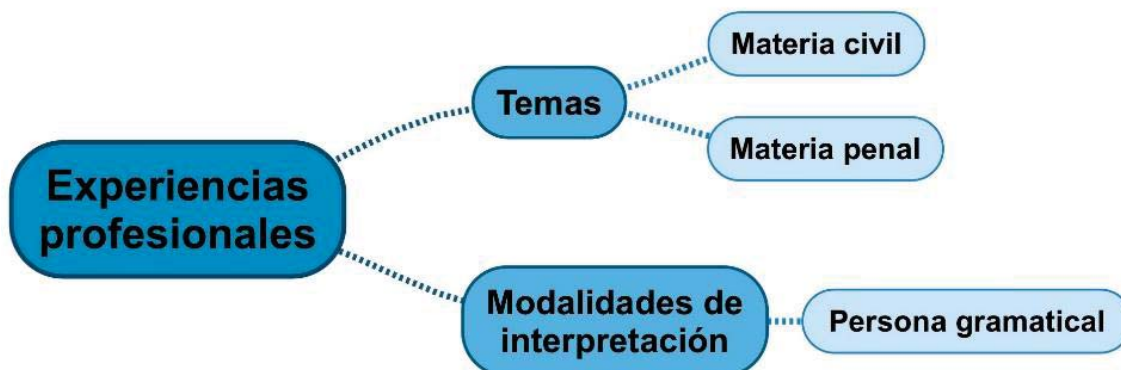 Experiencias
profesionales
Temas
Materia civil
Materia penal
Modalidades de
interpretación
Persona gramatical